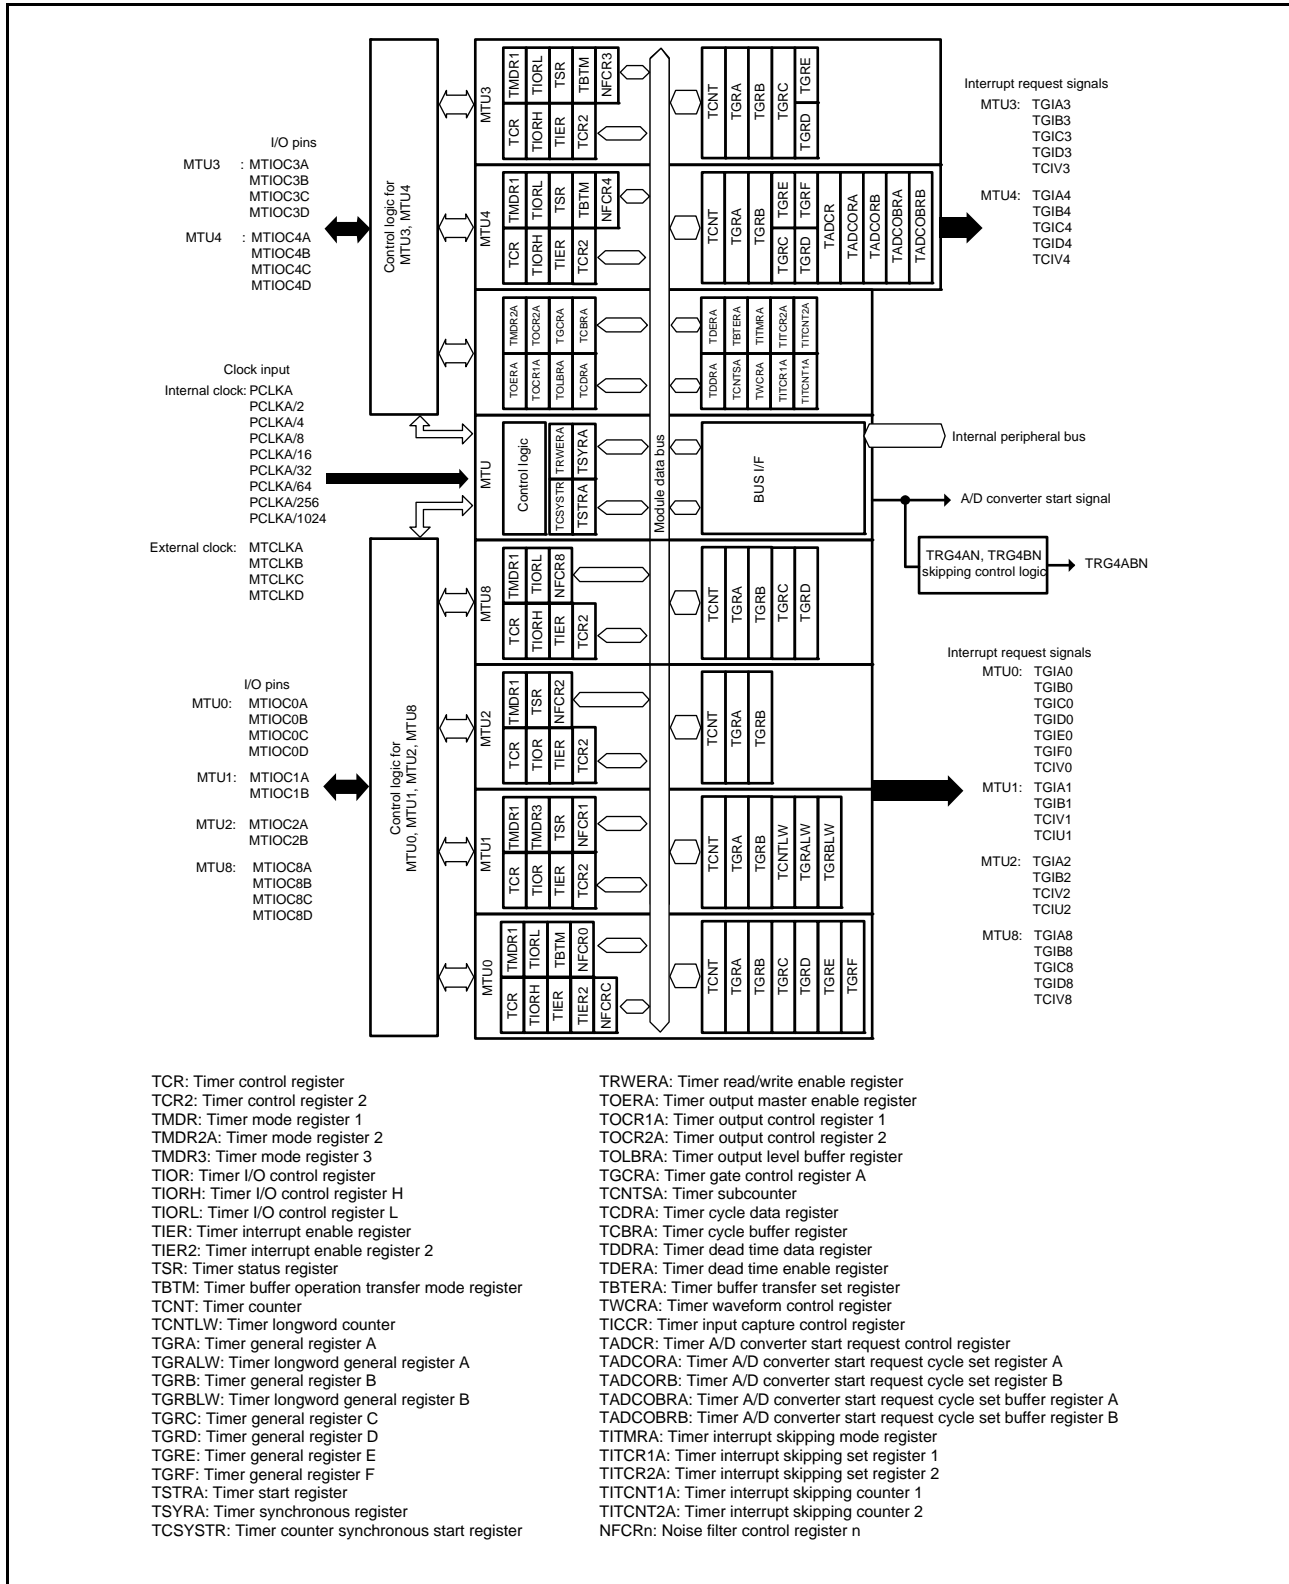 I/O pins
MTU3 : MTIOC3A
MTIOC3B
MTIOC3C
MTIOC3D
MTU4 : MTIOC4A
MTIOC4B
MTIOC4C
MTIOC4D
Clock input
Internal clock: PCLKA
PCLKA/2
PCLKA/4
PCLKA/8
PCLKA/16
PCLKA/32
PCLKA/64
PCLKA/256
PCLKA/1024
External clock: MTCLKA
MTCLKB
MTCLKC
MTCLKD
I/O pins
MTU0: MTIOC0A
MTIOC0B
MTIOC0C
MTIOC0D
MTU1: MTIOC1A
MTIOC1B
MTU2: MTIOC2A
MTIOC2B
MTU8: MTIOC8A
MTIOC8B
MTIOC8C
MTIOC8D
Control logic for
MTU3, MTU4
Control logic for
MTU0, MTU1, MTU2, MTU8
MTU3
TMDR1 TIORL TSR TBTM NFCR3
TCR TIORH TIER TCR2
TCNT TGRA TGRB TGRC TGRE
TGRD
MTU4
TMDR1 TIORL TSR TBTM NFCR4
TCR TIORH TIER TCR2
TCNT TGRA TGRB TGRE TGRF TADCR TADCORA TADCORB TADCOBRA TADCOBRB
TGRC TGRD
TMDR2A TOCR2A TGCRA TCBRA
TOERA TOCR1A TOLBRA TCDRA
TDERA TBTERA TITMRA TITCR2A TITCNT2A
TDDRA TCNTSA TWCRA TITCR1A TITCNT1A
MTU
Control logic
TRWERA TSYRA
TCSYSTR TSTRA
Module data bus
BUS I/F
MTU8
TMDR1 TIORL NFCR8
TCR TIORH TIER TCR2
TCNT TGRA TGRB TGRC TGRD
MTU2
TMDR1 TSR NFCR2
TCR TIOR TIER TCR2
TCNT TGRA TGRB
MTU1
TMDR1 TMDR3 TSR NFCR1
TCR TIOR TIER TCR2
TCNT TGRA TGRB TCNTLW TGRALW TGRBLW
MTU0
TMDR1 TIORL TBTM NFCR0
TCR TIORH TIER TIER2 NFCRC
TCNT TGRA TGRB TGRC TGRD TGRE TGRF
Interrupt request signals
MTU3: TGIA3
TGIB3
TGIC3
TGID3
TCIV3
MTU4: TGIA4
TGIB4
TGIC4
TGID4
TCIV4
Internal peripheral bus
A/D converter start signal
TRG4AN, TRG4BN
skipping control logic
TRG4ABN
Interrupt request signals
MTU0: TGIA0
TGIB0
TGIC0
TGID0
TGIE0
TGIF0
TCIV0
MTU1: TGIA1
TGIB1
TCIV1
TCIU1
MTU2: TGIA2
TGIB2
TCIV2
TCIU2
MTU8: TGIA8
TGIB8
TGIC8
TGID8
TCIV8
TCR: Timer control register
TCR2: Timer control register 2
TMDR: Timer mode register 1
TMDR2A: Timer mode register 2
TMDR3: Timer mode register 3
TIOR: Timer I/O control register
TIORH: Timer I/O control register H
TIORL: Timer I/O control register L
TIER: Timer interrupt enable register
TIER2: Timer interrupt enable register 2
TSR: Timer status register
TBTM: Timer buffer operation transfer mode register
TCNT: Timer counter
TCNTLW: Timer longword counter
TGRA: Timer general register A
TGRALW: Timer longword general register A
TGRB: Timer general register B
TGRBLW: Timer longword general register B
TGRC: Timer general register C
TGRD: Timer general register D
TGRE: Timer general register E
TGRF: Timer general register F
TSTRA: Timer start register
TSYRA: Timer synchronous register
TCSYSTR: Timer counter synchronous start register
TRWERA: Timer read/write enable register
TOERA: Timer output master enable register
TOCR1A: Timer output control register 1
TOCR2A: Timer output control register 2
TOLBRA: Timer output level buffer register
TGCRA: Timer gate control register A
TCNTSA: Timer subcounter
TCDRA: Timer cycle data register
TCBRA: Timer cycle buffer register
TDDRA: Timer dead time data register
TDERA: Timer dead time enable register
TBTERA: Timer buffer transfer set register
TWCRA: Timer waveform control register
TICCR: Timer input capture control register
TADCR: Timer A/D converter start request control register
TADCORA: Timer A/D converter start request cycle set register A
TADCORB: Timer A/D converter start request cycle set register B
TADCOBRA: Timer A/D converter start request cycle set buffer register A
TADCOBRB: Timer A/D converter start request cycle set buffer register B
TITMRA: Timer interrupt skipping mode register
TITCR1A: Timer interrupt skipping set register 1
TITCR2A: Timer interrupt skipping set register 2
TITCNT1A: Timer interrupt skipping counter 1
TITCNT2A: Timer interrupt skipping counter 2
NFCRn: Noise filter control register n